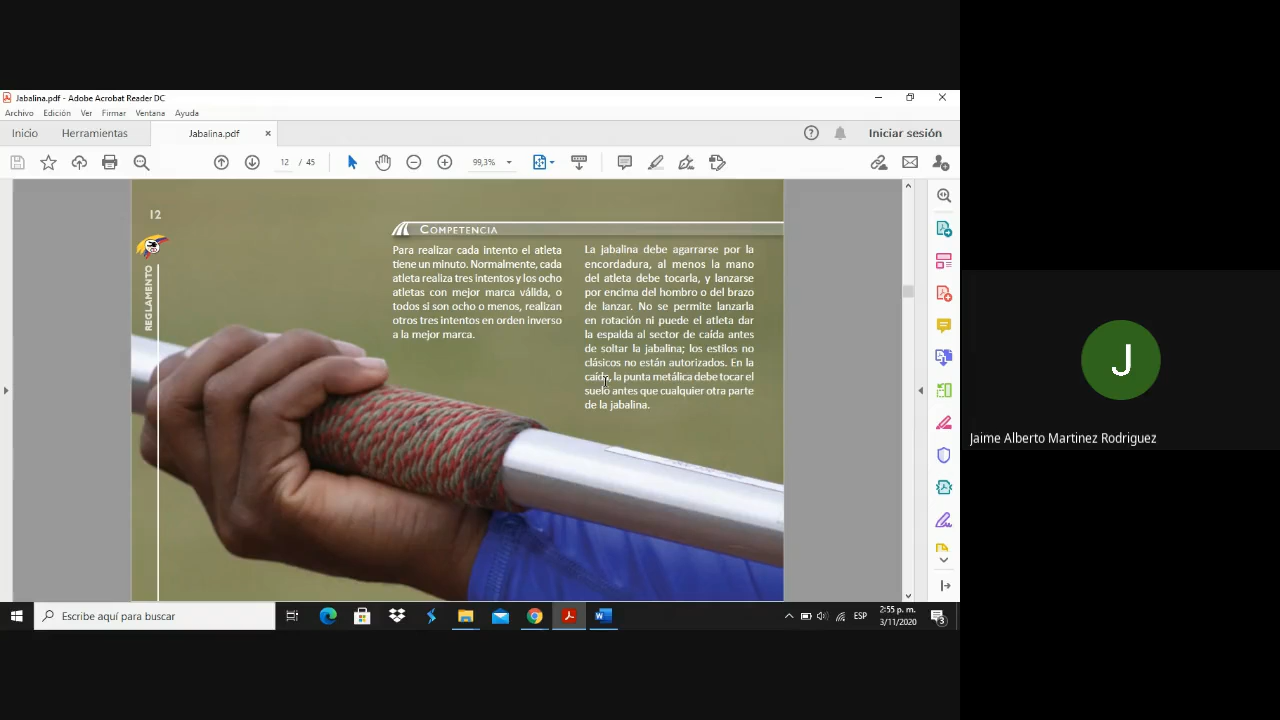 Jabalina.pdf - Adobe Acrobat Reader DC
Archivo Edición Ver Firmar Ventana Ayuda
Inicio Herramientas Jabalina.pdf × Iniciar sesión
12 / 45 99,3%
12
REGLAMENTO
COMPETENCIA
Para realizar cada intento el atleta
tiene un minuto. Normalmente, cada
atleta realiza tres intentos y los ocho
atletas con mejor marca válida, o
todos si son ocho o menos, realizan
otros tres intentos en orden inverso
a la mejor marca.
La jabalina debe agarrarse por la
encordadura, al menos la mano
del atleta debe tocarla, y lanzarse
por encima del hombro o del brazo
de lanzar. No se permite lanzarla
en rotación ni puede el atleta dar
la espalda al sector de caída antes
de soltar la jabalina; los estilos no
clásicos no están autorizados. En la
caída, la punta metálica debe tocar el
suelo antes que cualquier otra parte
de la jabalina.
J
Jaime Alberto Martinez Rodriguez
Escribe aquí para buscar
ESP
2:55 p. m.
3/11/2020
3